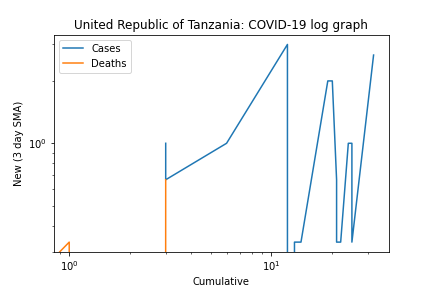 United Republic of Tanzania: COVID-19 log graph
Cases
Deaths
New (3 day SMA)
10⁰
10⁰
10¹
Cumulative